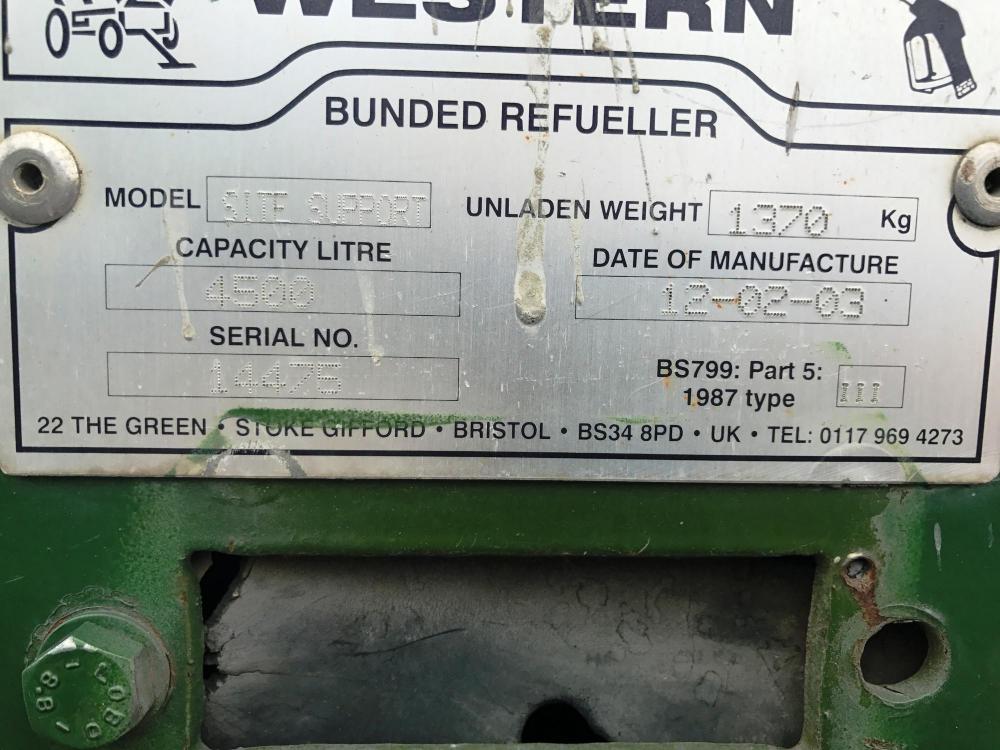 WESTERN
BUNDED REFUELLER
MODEL SITE SUPPORT UNLADEN WEIGHT 1370 Kg
CAPACITY LITRE DATE OF MANUFACTURE
4500 12-02-03
SERIAL NO. BS799: Part 5:
14475 1987 type
22 THE GREEN • STOKE GIFFORD • BRISTOL • BS34 8PD • UK • TEL: 0117 969 4273
8.8